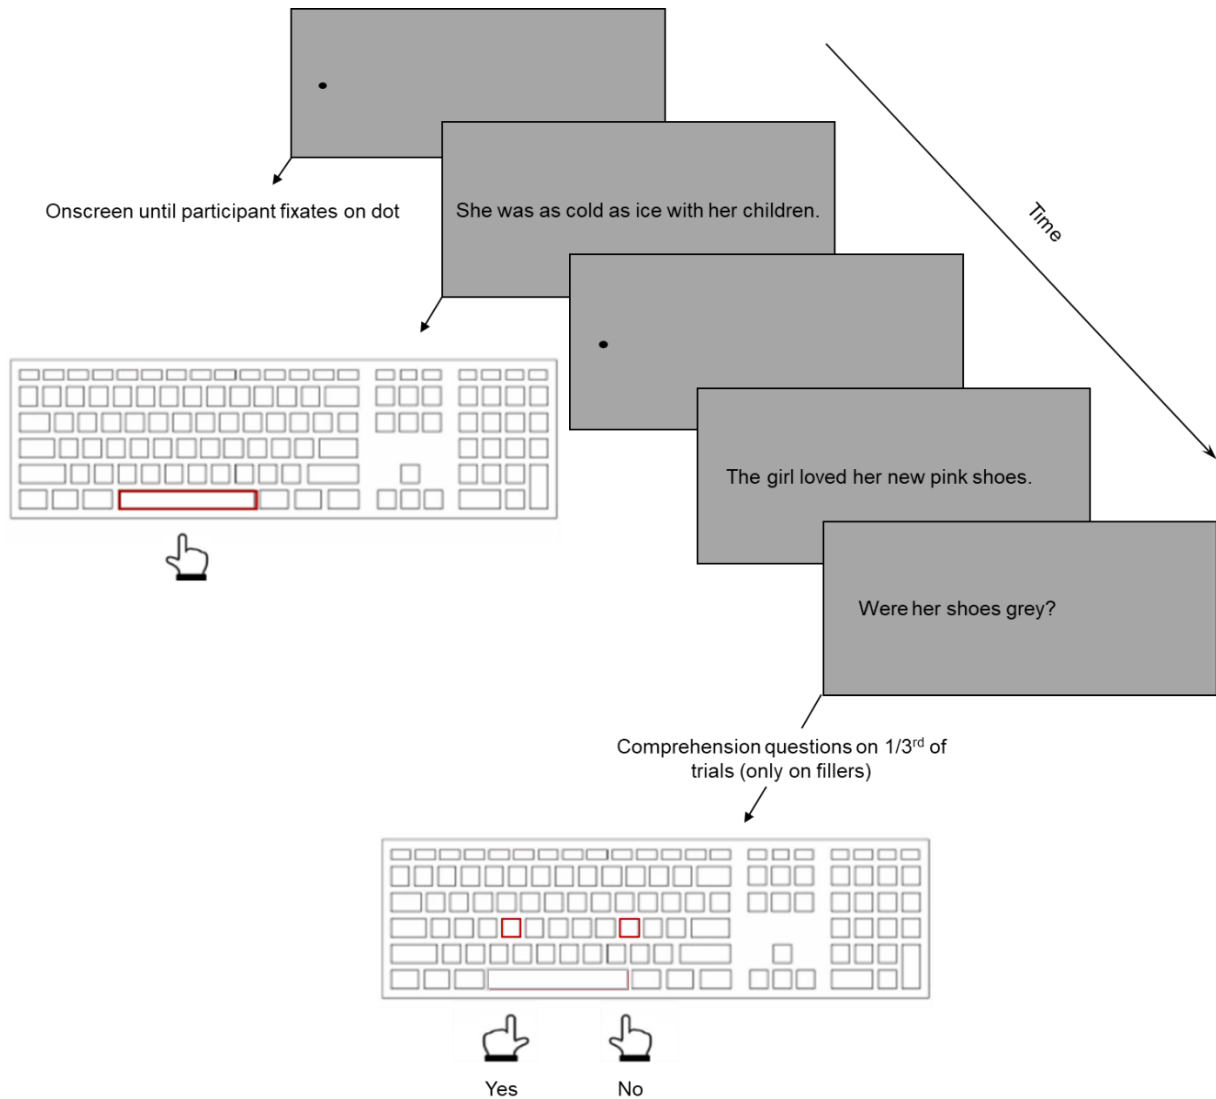 Onscreen until participant fixates on dot
She was as cold as ice with her children.
Time
The girl loved her new pink shoes.
Were her shoes grey?
Comprehension questions on 1/3rd of
trials (only on fillers)
Yes
No